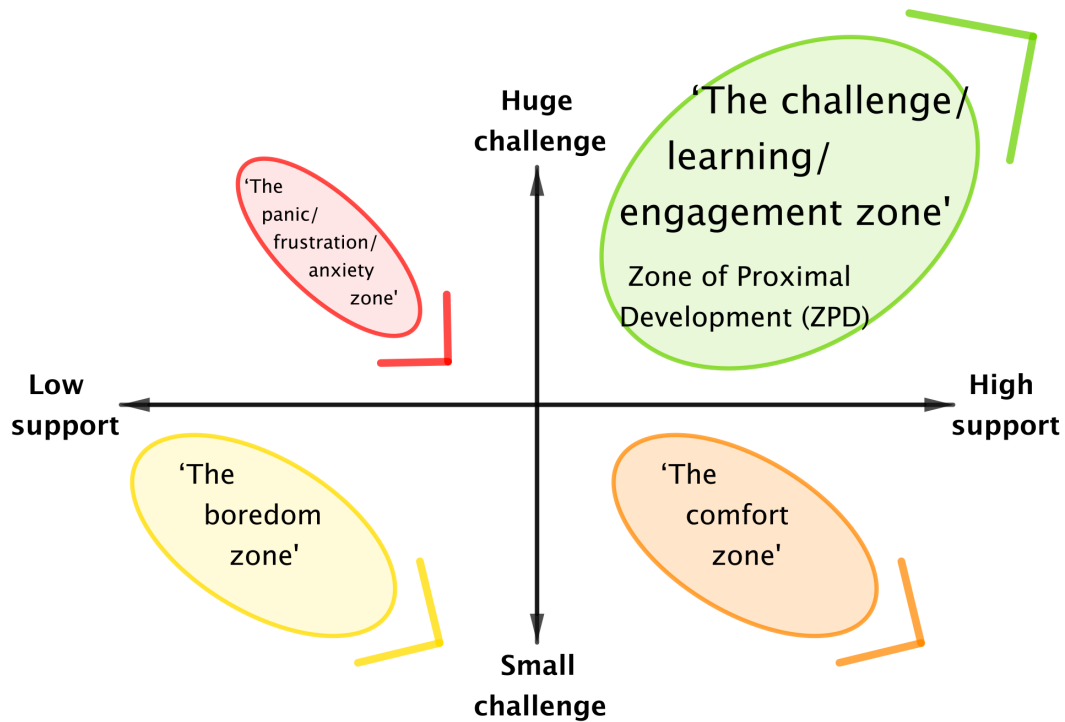 Huge
challenge
‘The challenge/
learning/
engagement zone'
Zone of Proximal
Development (ZPD)
‘The
panic/
frustration/
anxiety
zone'
Low
support
High
support
‘The
boredom
zone'
‘The
comfort
zone'
Small
challenge